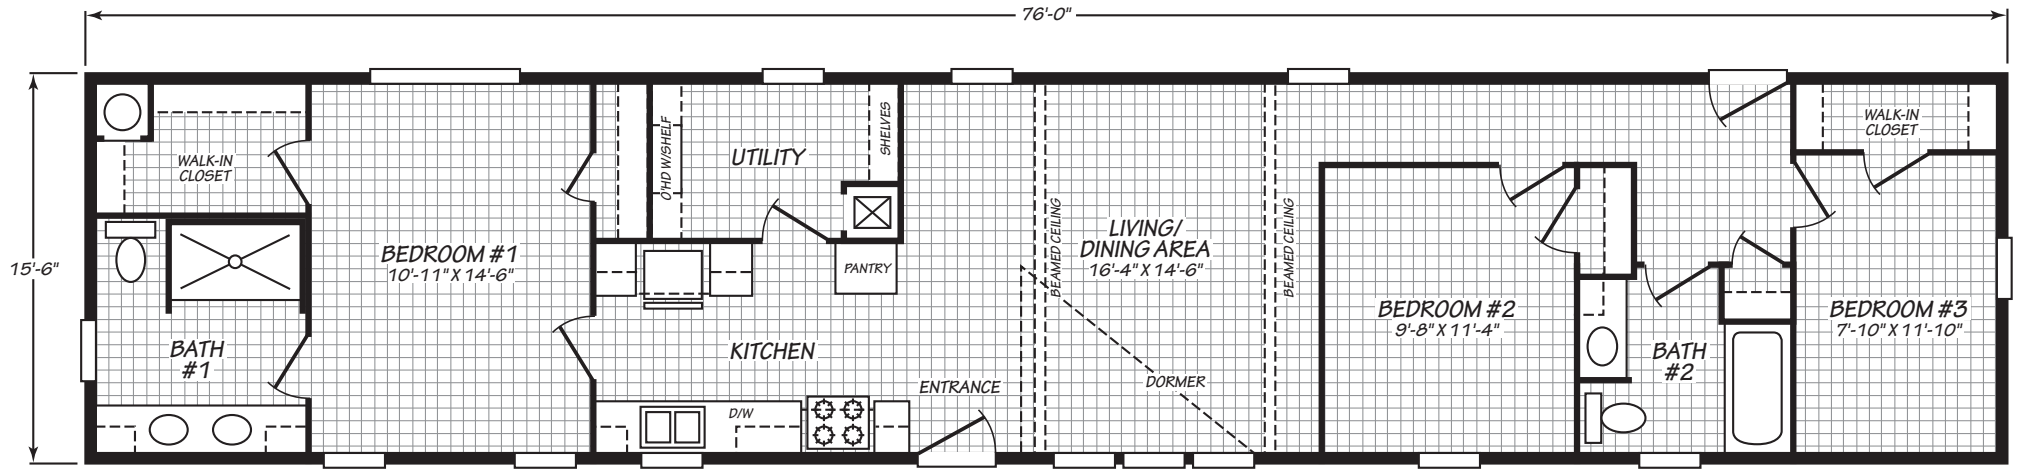 76'-0"
15'-6"
WALK-IN
CLOSET
BATH
#1
BEDROOM #1
10'-11" X 14'-6"
O'HD W/SHELF
UTILITY
SHELVES
PANTRY
KITCHEN
D/W
ENTRANCE
BEAMED CEILING
LIVING/
DINING AREA
16'-4" X 14'-6"
DORMER
BEAMED CEILING
BEDROOM #2
9'-8" X 11'-4"
BATH
#2
WALK-IN
CLOSET
BEDROOM #3
7'-10" X 11'-10"